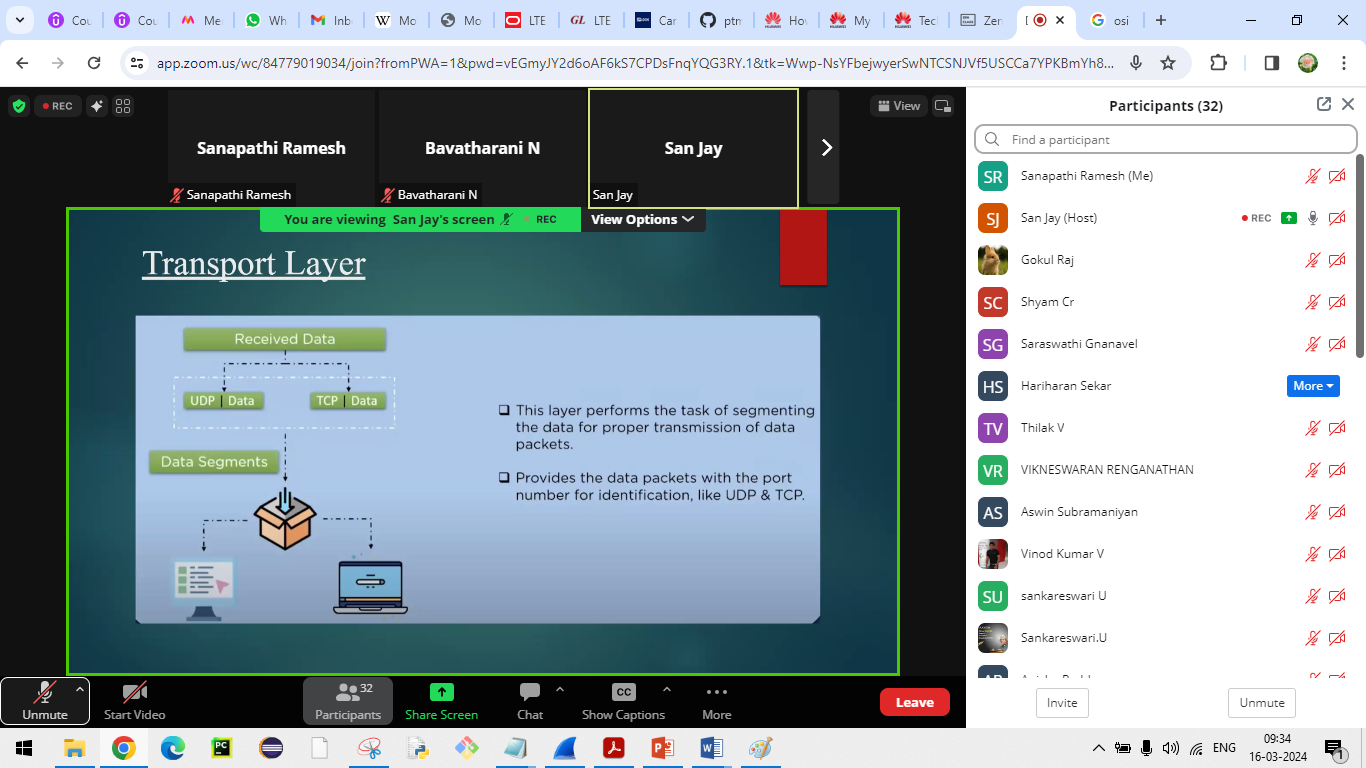 Cou
Cou
Me
Wh
Inb
Mo
Mo
LTE
LTE
Car
ptn
Hov
My
Tec
Zen
osi
app.zoom.us/wc/84779019034/join?fromPWA=1&pwd=vEGmyJY2d6oAF6kS7CPDsFnqYQG3RY.1&tk=Wwp-NsYFbejwyerSwNTCSNJVf5USCCa7YPKBmYh8...
REC
View
Sanapathi Ramesh
Bavatharani N
San Jay
Sanapathi Ramesh
Bavatharani N
San Jay
You are viewing San Jay's screen
REC
View Options
Transport Layer
Received Data
UDP | Data
TCP | Data
Data Segments
This layer performs the task of segmenting
the data for proper transmission of data
packets.
Provides the data packets with the port
number for identification, like UDP & TCP.
Unmute
Start Video
32
Participants
Share Screen
Chat
CC
Show Captions
More
Leave
Participants (32)
Find a participant
SR
Sanapathi Ramesh (Me)
SJ
San Jay (Host)
REC
Gokul Raj
SC
Shyam Cr
SG
Saraswathi Gnanavel
HS
Hariharan Sekar
More
TV
Thilak V
VR
VIKNESWARAN RENGANATHAN
AS
Aswin Subramaniyan
Vinod Kumar V
SU
sankareswari U
Sankareswari.U
Invite
Unmute
PC
ENG
09:34
16-03-2024
1